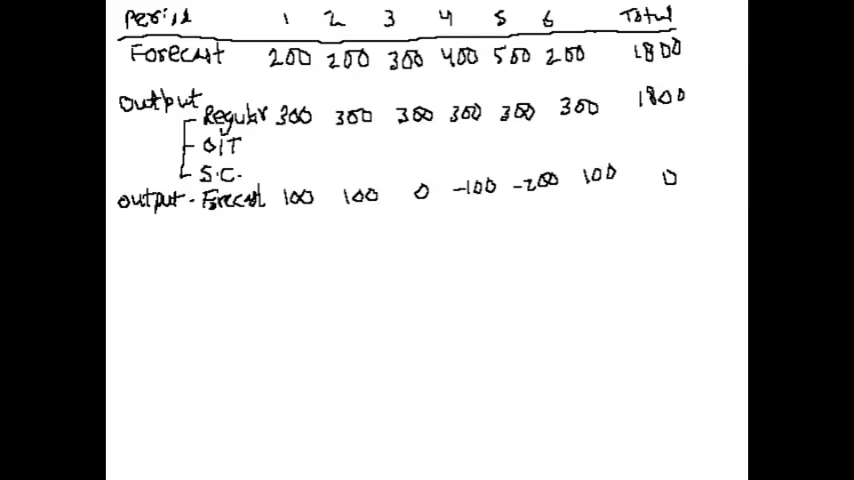 Period 1 2 3 4 5 6 Total
Forecast 200 200 300 400 500 200 1800
Output
Regular 300 300 300 300 300 300 1800
O/T
S.C.
Output - Forecast 100 100 0 -100 -200 100 0